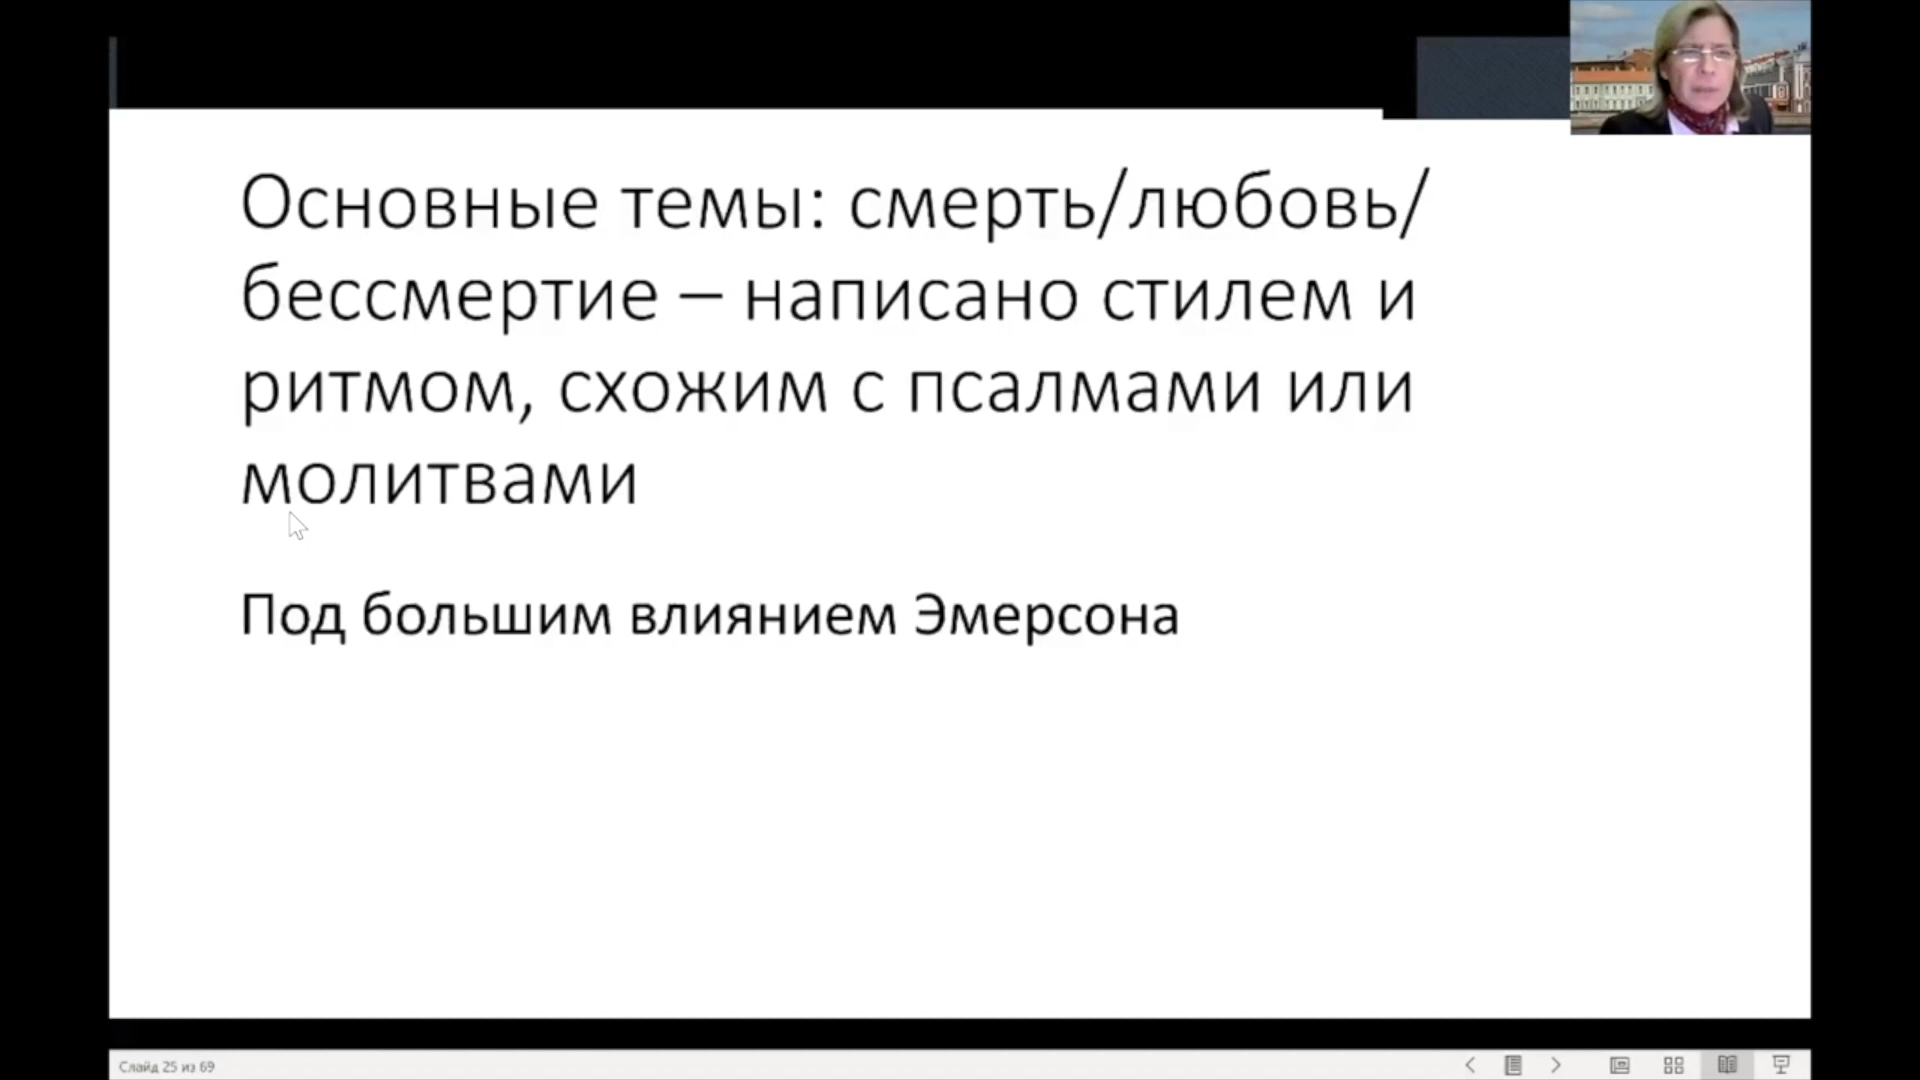 Основные темы: смерть/любовь/
бессмертие – написано стилем и
ритмом, схожим с псалмами или
молитвами
Под большим влиянием Эмерсона
Слайд 25 из 69